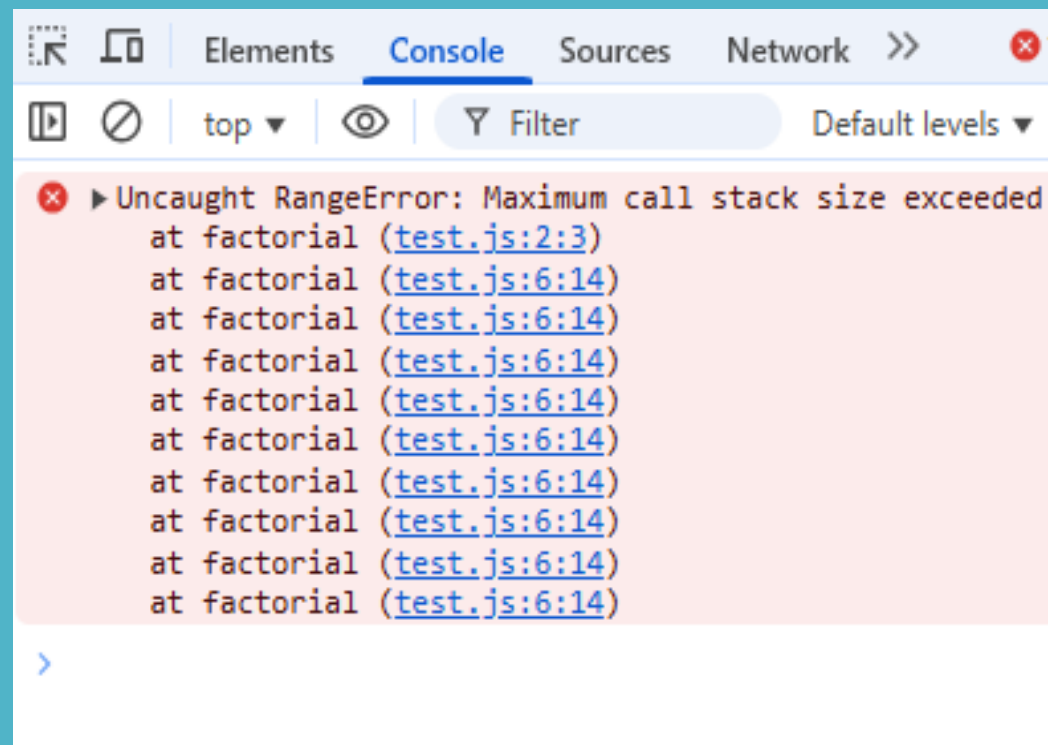 Elements Console Sources Network
top Filter Default levels
Uncaught RangeError: Maximum call stack size exceeded
at factorial (test.js:2:3)
at factorial (test.js:6:14)
at factorial (test.js:6:14)
at factorial (test.js:6:14)
at factorial (test.js:6:14)
at factorial (test.js:6:14)
at factorial (test.js:6:14)
at factorial (test.js:6:14)
at factorial (test.js:6:14)
at factorial (test.js:6:14)